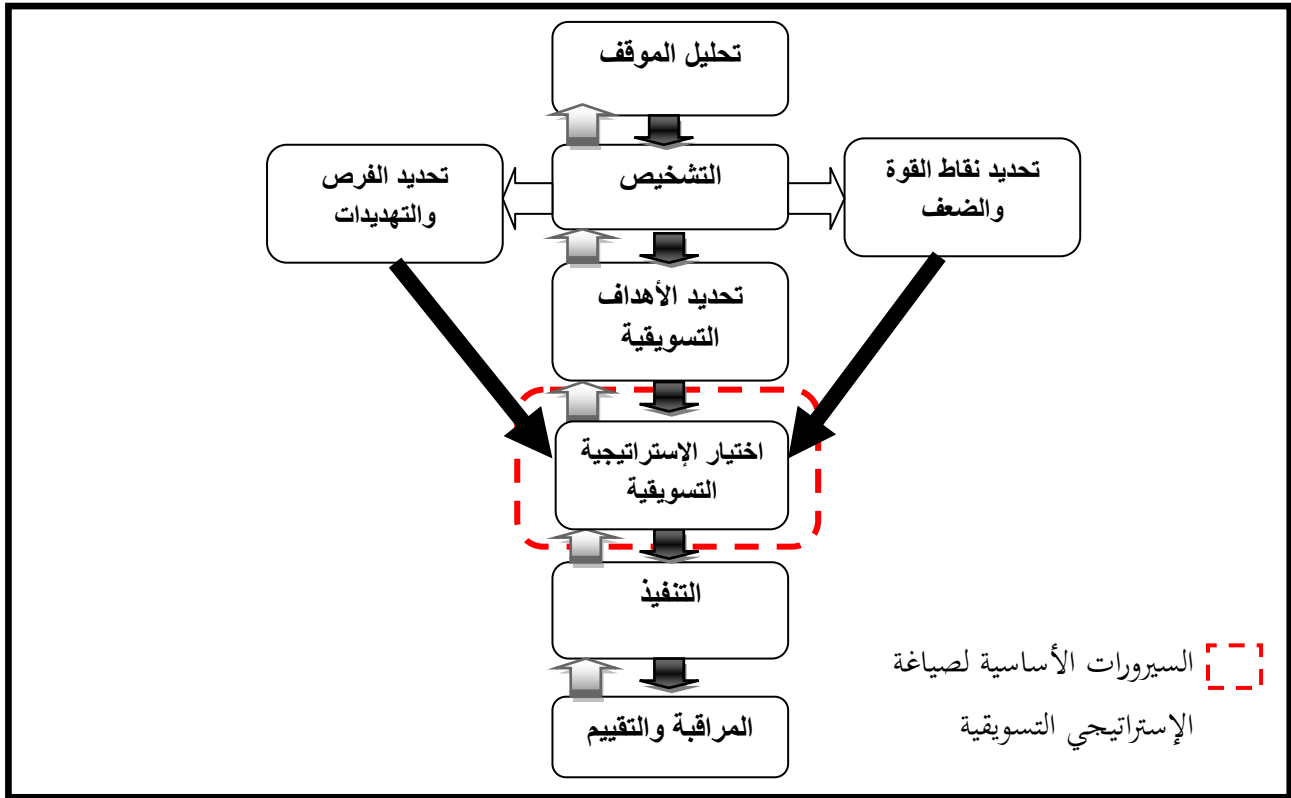 تحليل الموقف
التشخيص
تحديد نقاط القوة
والضعف
تحديد الفرص
والتهديدات
تحديد الأهداف
التسويقية
اختيار الإستراتيجية
التسويقية
التنفيذ
المراقبة والتقييم
السيرورات الأساسية لصياغة
الإستراتيجي التسويقية